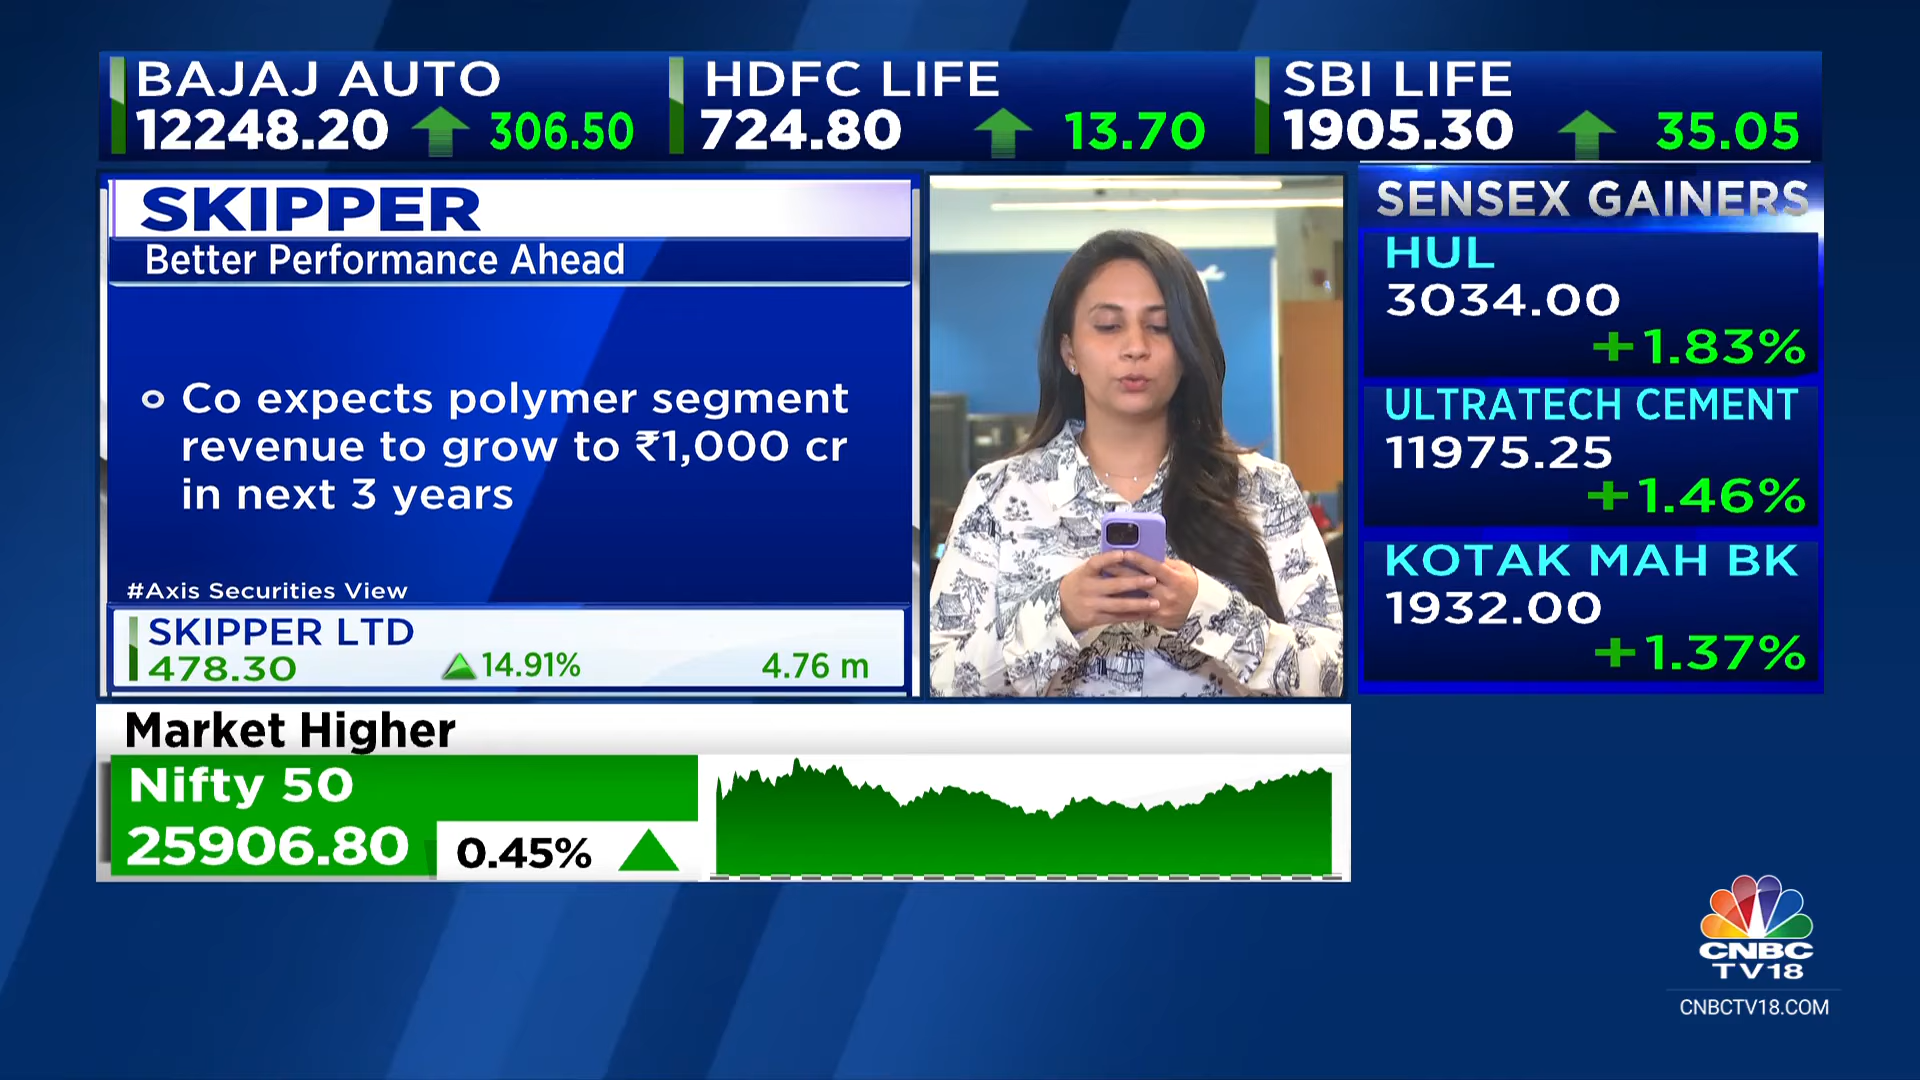 BAJAJ AUTO
12248.20 306.50
HDFC LIFE
724.80 13.70
SBI LIFE
1905.30 35.05
SKIPPER
Better Performance Ahead
Co expects polymer segment
revenue to grow to ₹1,000 cr
in next 3 years
#Axis Securities View
SKIPPER LTD
478.30 14.91% 4.76 m
SENSEX GAINERS
HUL
3034.00
+1.83%
ULTRATECH CEMENT
11975.25
+1.46%
KOTAK MAH BK
1932.00
+1.37%
Market Higher
Nifty 50
25906.80 0.45%
CNBC
TV18
CNBCTV18.COM